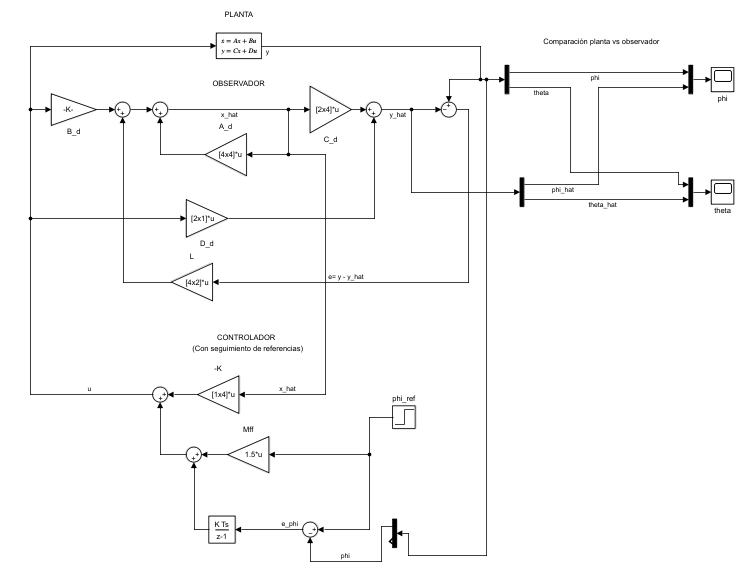 PLANTA
ẋ = Ax + Bu
y = Cx + Du
y
Comparación planta vs observador
phi
theta
phi
OBSERVADOR
-K-
B_d
x_hat
A_d
[4x4]*u
[2x4]*u
C_d
y_hat
phi_hat
theta_hat
theta
[2x1]*u
D_d
L
[4x2]*u
e= y - y_hat
CONTROLADOR
(Con seguimiento de referencias)
-K
[1x4]*u
x_hat
u
phi_ref
Mff
1.5*u
K Ts
z-1
e_phi
phi